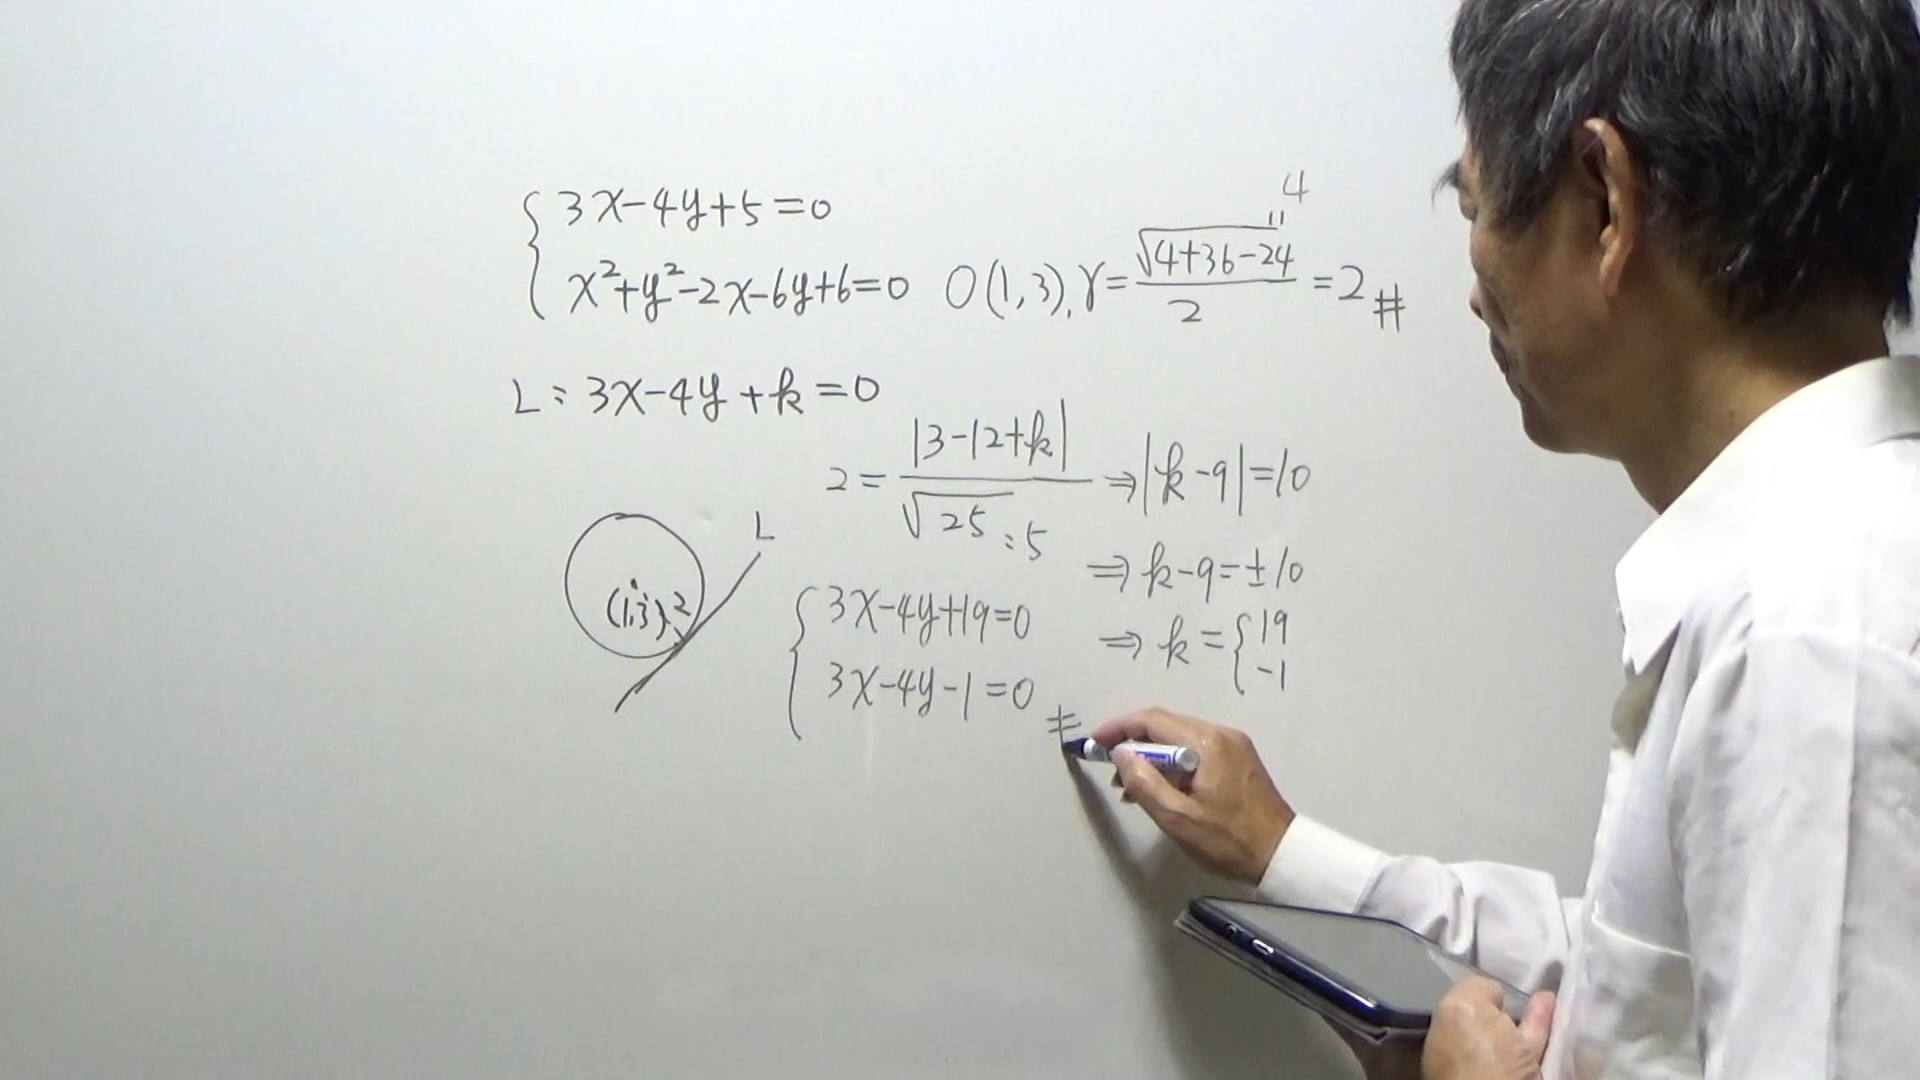 3x-4y+5=0
x²+y²-2x-6y+6=0 O(1,3), r=√(4+36-24)/2=2 #
"4
L: 3x-4y+k=0
2=|3-12+k|/√25 =5 ⇒|k-9|=10
⇒k-9=±10
⇒k={19
-1
L
(1,3) 2
{3x-4y+19=0
3x-4y-1=0 #